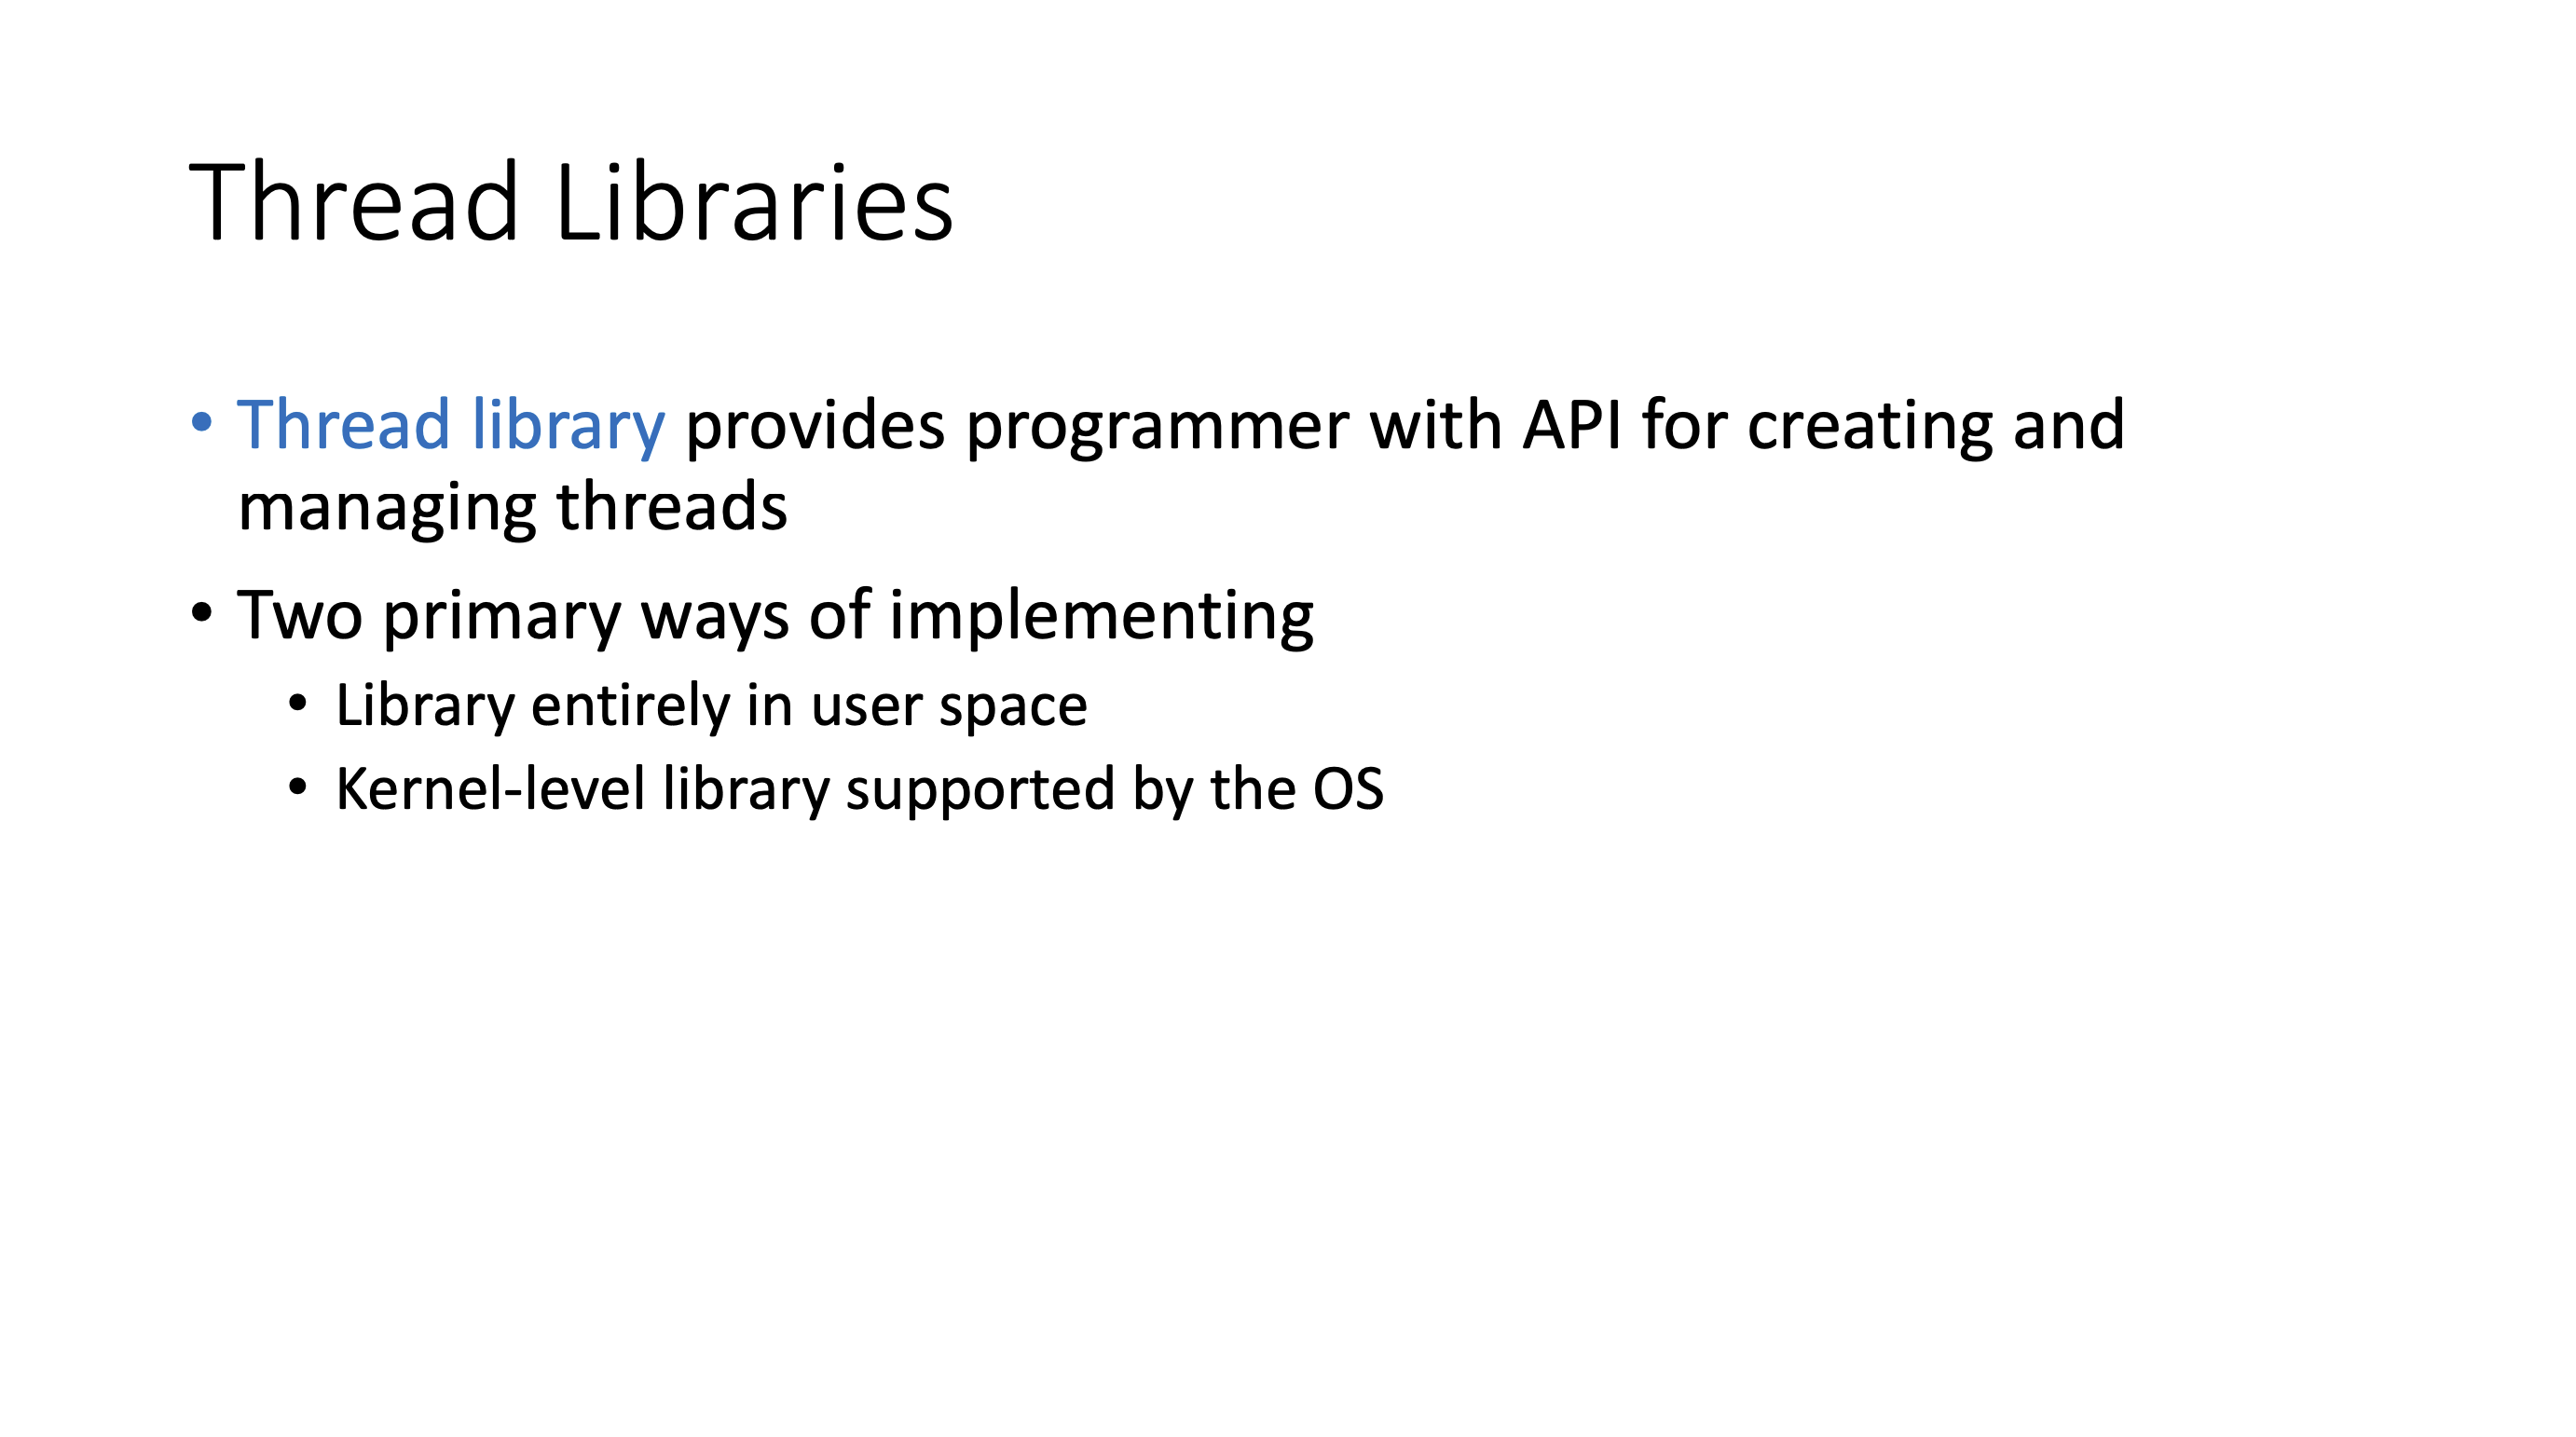 Thread Libraries
• Thread library provides programmer with API for creating and
managing threads
• Two primary ways of implementing
• Library entirely in user space
• Kernel-level library supported by the OS